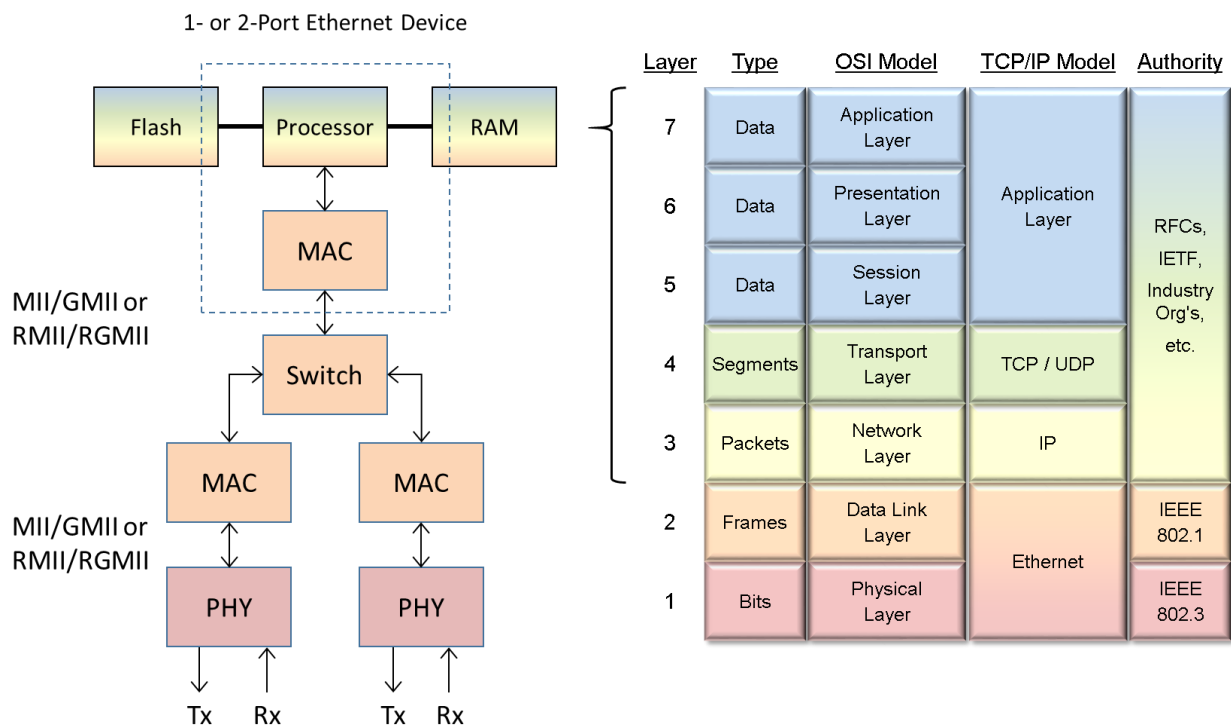 1- or 2-Port Ethernet Device
Flash
Processor
RAM
MAC
MII/GMII or
RMII/RGMII
Switch
MAC
MAC
MII/GMII or
RMII/RGMII
PHY
PHY
Tx
Rx
Tx
Rx
Layer
Type
OSI Model
TCP/IP Model
Authority
7
Data
Application
Layer
6
Data
Presentation
Layer
5
Data
Session
Layer
Application
Layer
4
Segments
Transport
Layer
TCP / UDP
3
Packets
Network
Layer
IP
RFCs,
IETF,
Industry
Org's,
etc.
2
Frames
Data Link
Layer
IEEE
802.1
1
Bits
Physical
Layer
Ethernet
IEEE
802.3